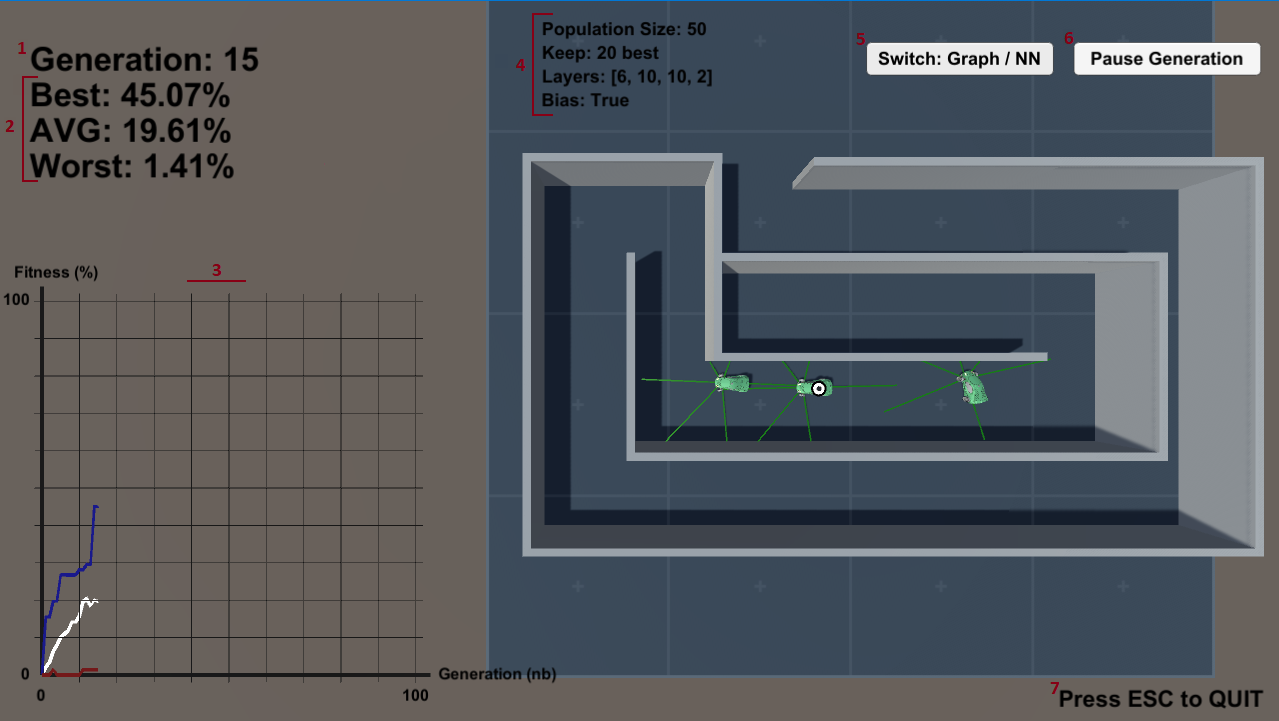 1
Generation: 15
2
Best: 45.07%
AVG: 19.61%
Worst: 1.41%
4
Population Size: 50
Keep: 20 best
Layers: [6, 10, 10, 2]
Bias: True
5
Switch: Graph / NN
6
Pause Generation
3
Fitness (%)
100
0
0
100
Generation (nb)
7
Press ESC to QUIT